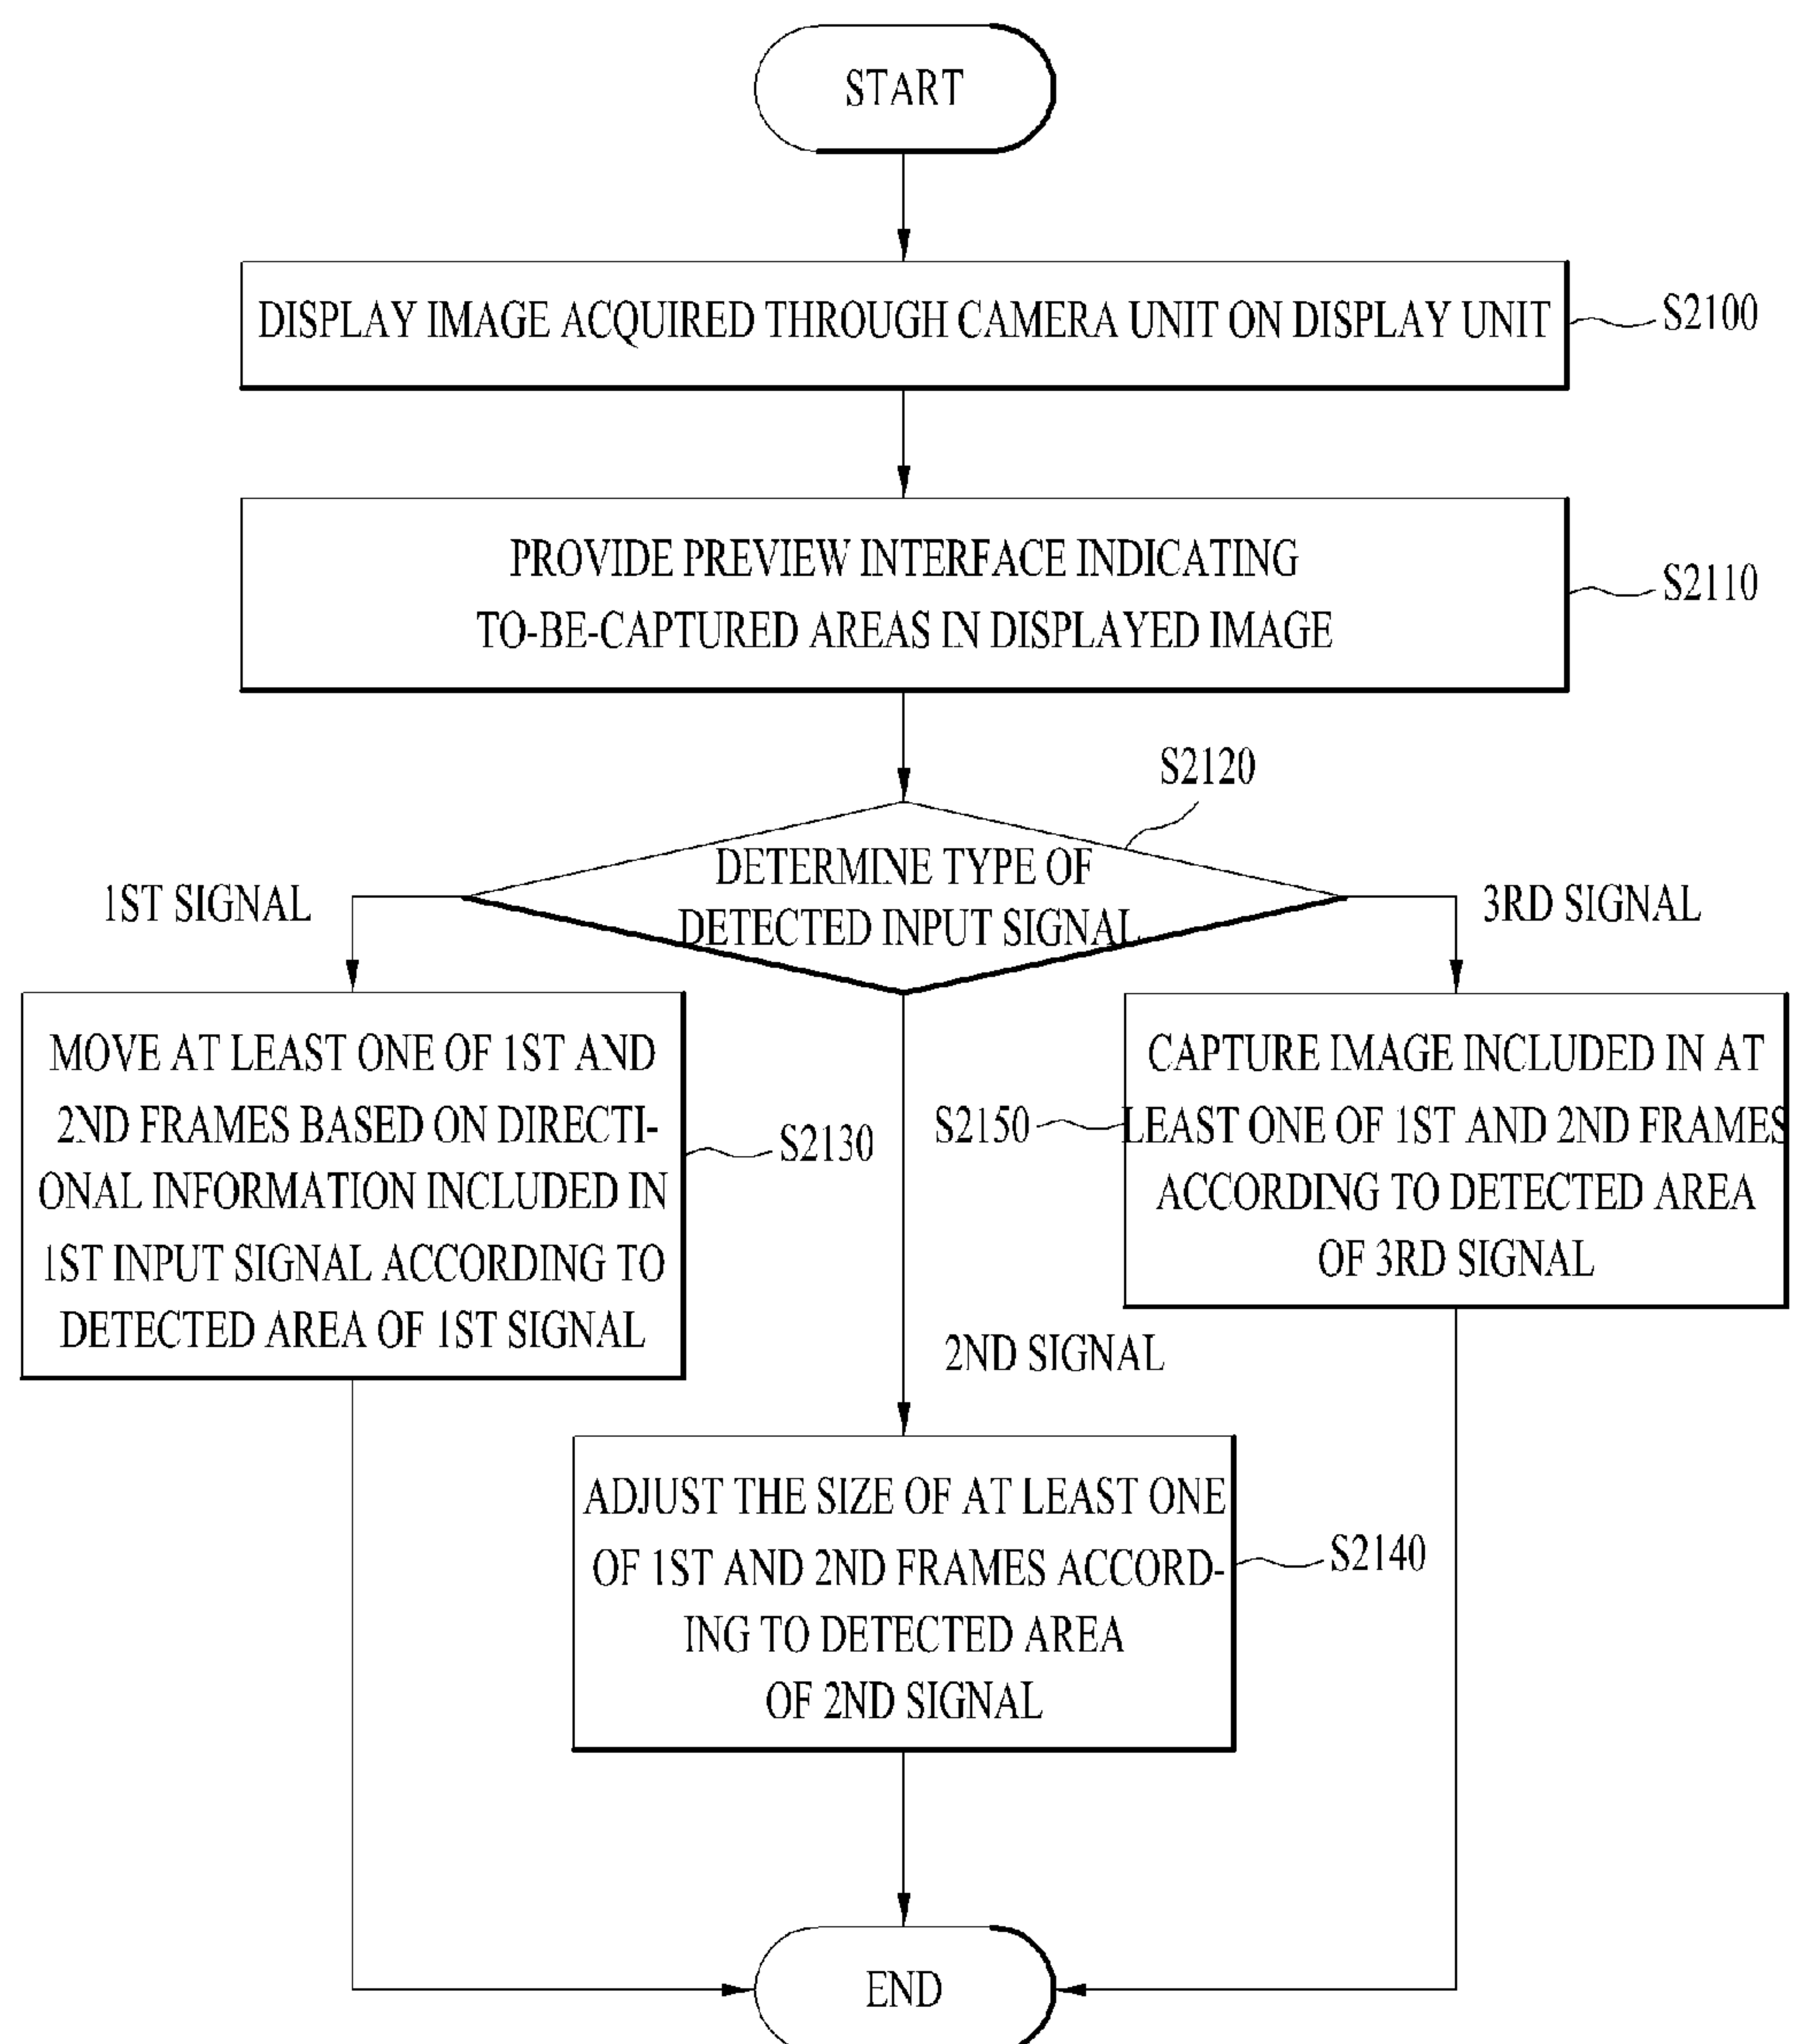 START
DISPLAY IMAGE ACQUIRED THROUGH CAMERA UNIT ON DISPLAY UNIT
S2100
PROVIDE PREVIEW INTERFACE INDICATING
TO-BE-CAPTURED AREAS IN DISPLAYED IMAGE
S2110
S2120
DETERMINE TYPE OF
DETECTED INPUT SIGNAL
1ST SIGNAL
3RD SIGNAL
MOVE AT LEAST ONE OF 1ST AND
2ND FRAMES BASED ON DIRECTI-
ONAL INFORMATION INCLUDED IN
1ST INPUT SIGNAL ACCORDING TO
DETECTED AREA OF 1ST SIGNAL
S2130
S2150
CAPTURE IMAGE INCLUDED IN AT
LEAST ONE OF 1ST AND 2ND FRAMES
ACCORDING TO DETECTED AREA
OF 3RD SIGNAL
2ND SIGNAL
ADJUST THE SIZE OF AT LEAST ONE
OF 1ST AND 2ND FRAMES ACCORD-
ING TO DETECTED AREA
OF 2ND SIGNAL
S2140
END